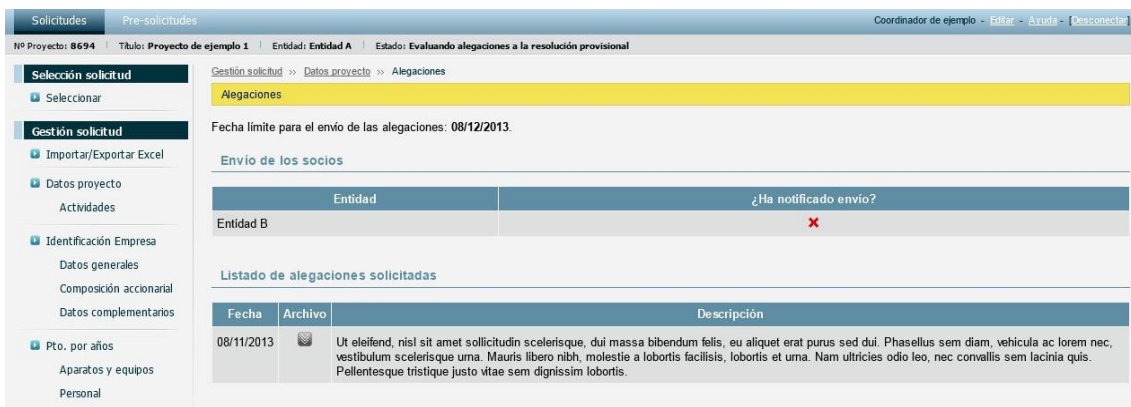 Solicitudes Pre-solicitudes Coordinador de ejemplo - Editar - Ayuda - [Desconectar]
Nº Proyecto: 8694 Título: Proyecto de ejemplo 1 Entidad: Entidad A Estado: Evaluando alegaciones a la resolución provisional
Selección solicitud
Seleccionar
Gestión solicitud
Importar/Exportar Excel
Datos proyecto
Actividades
Identificación Empresa
Datos generales
Composición accionarial
Datos complementarios
Pto. por años
Aparatos y equipos
Personal
Gestión solicitud >> Datos proyecto >> Alegaciones
Alegaciones
Fecha límite para el envío de las alegaciones: 08/12/2013.
Envío de los socios
Entidad ¿Ha notificado envío?
Entidad B
Listado de alegaciones solicitadas
Fecha Archivo Descripción
08/11/2013 Ut eleifend, nisl sit amet sollicitudin scelerisque, dui massa bibendum felis, eu aliquet erat purus sed dui. Phasellus sem diam, vehicula ac lorem nec,
vestibulum scelerisque urna. Mauris libero nibh, molestie a lobortis facilisis, lobortis et urna. Nam ultricies odio leo, nec convallis sem lacinia quis.
Pellentesque tristique justo vitae sem dignissim lobortis.